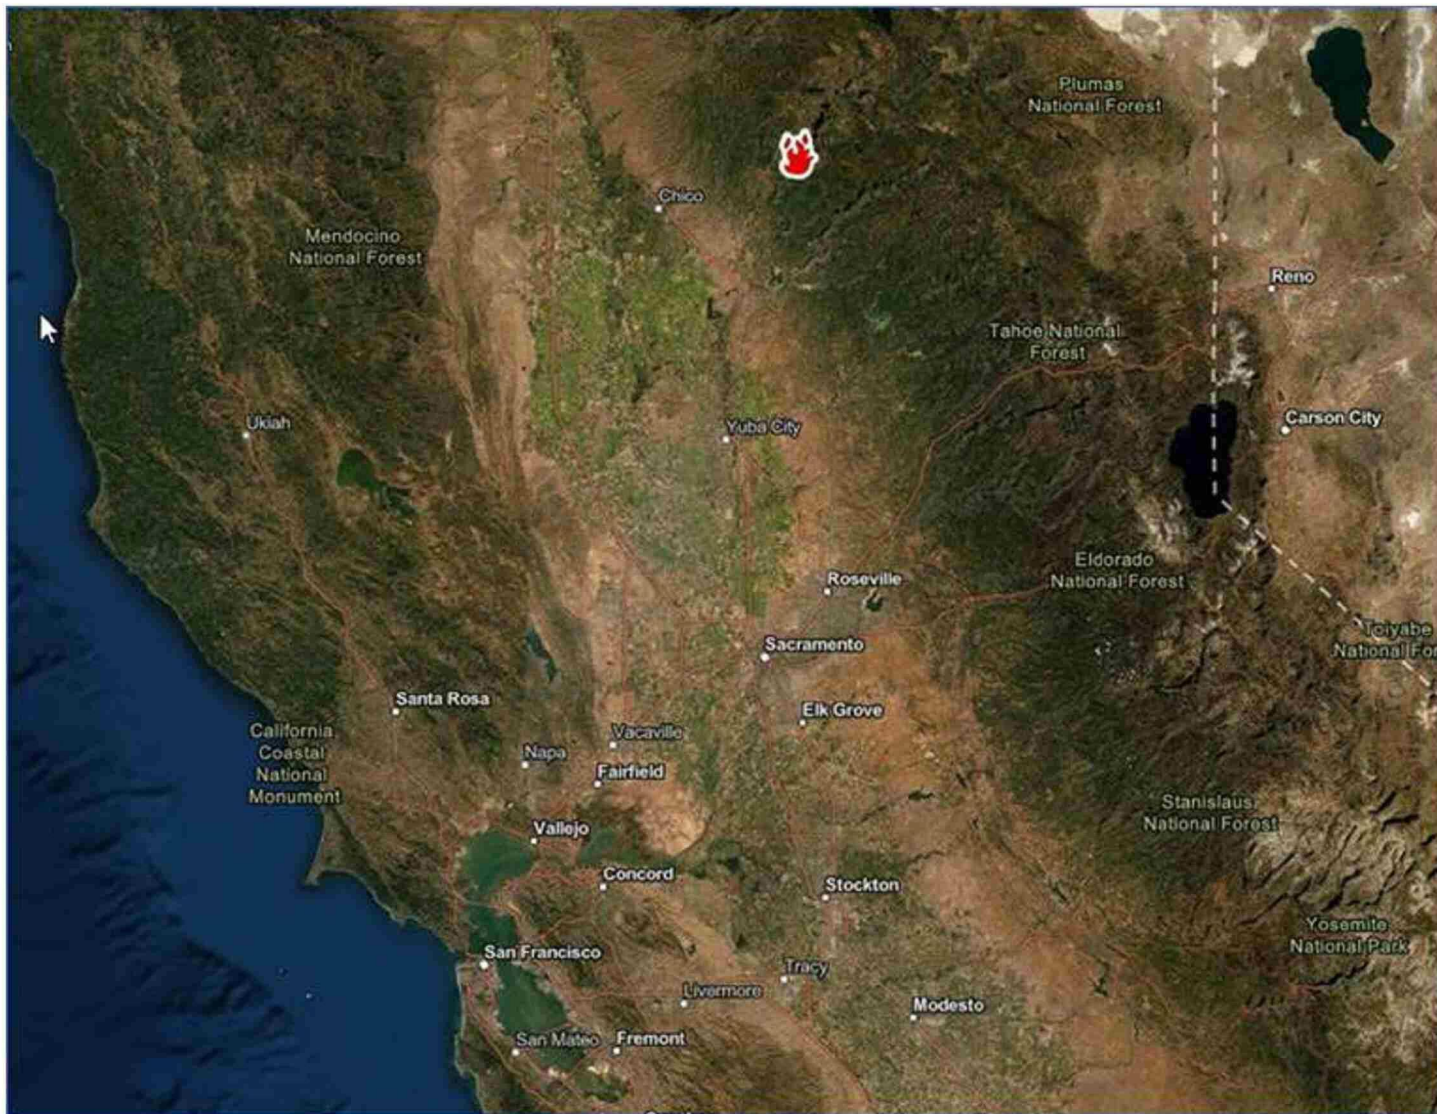 Plumas
National Forest
Chico
Mendocino
National Forest
Reno
Tahoe National
Forest
Carson City
Ukiah
Yuba City
Eldorado
National Forest
Roseville
Toiyabe
National For
Sacramento
Santa Rosa
Elk Grove
California
Coastal
National
Monument
Vacaville
Napa
Fairfield
Stanislaus
National Forest
Vallejo
Concord
Stockton
Yosemite
National Park
San Francisco
Tracy
Livermore
Modesto
San Mateo
Fremont